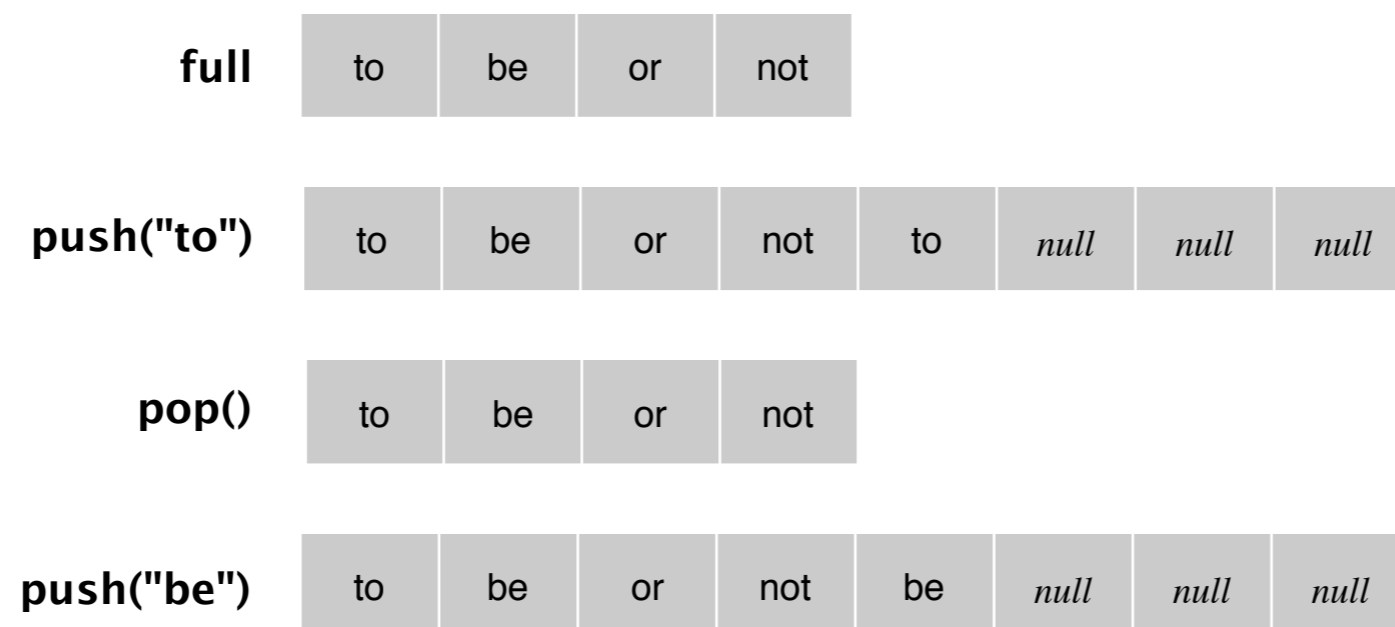 full to be or not
push("to") to be or not to null null null
pop() to be or not
push("be") to be or not be null null null